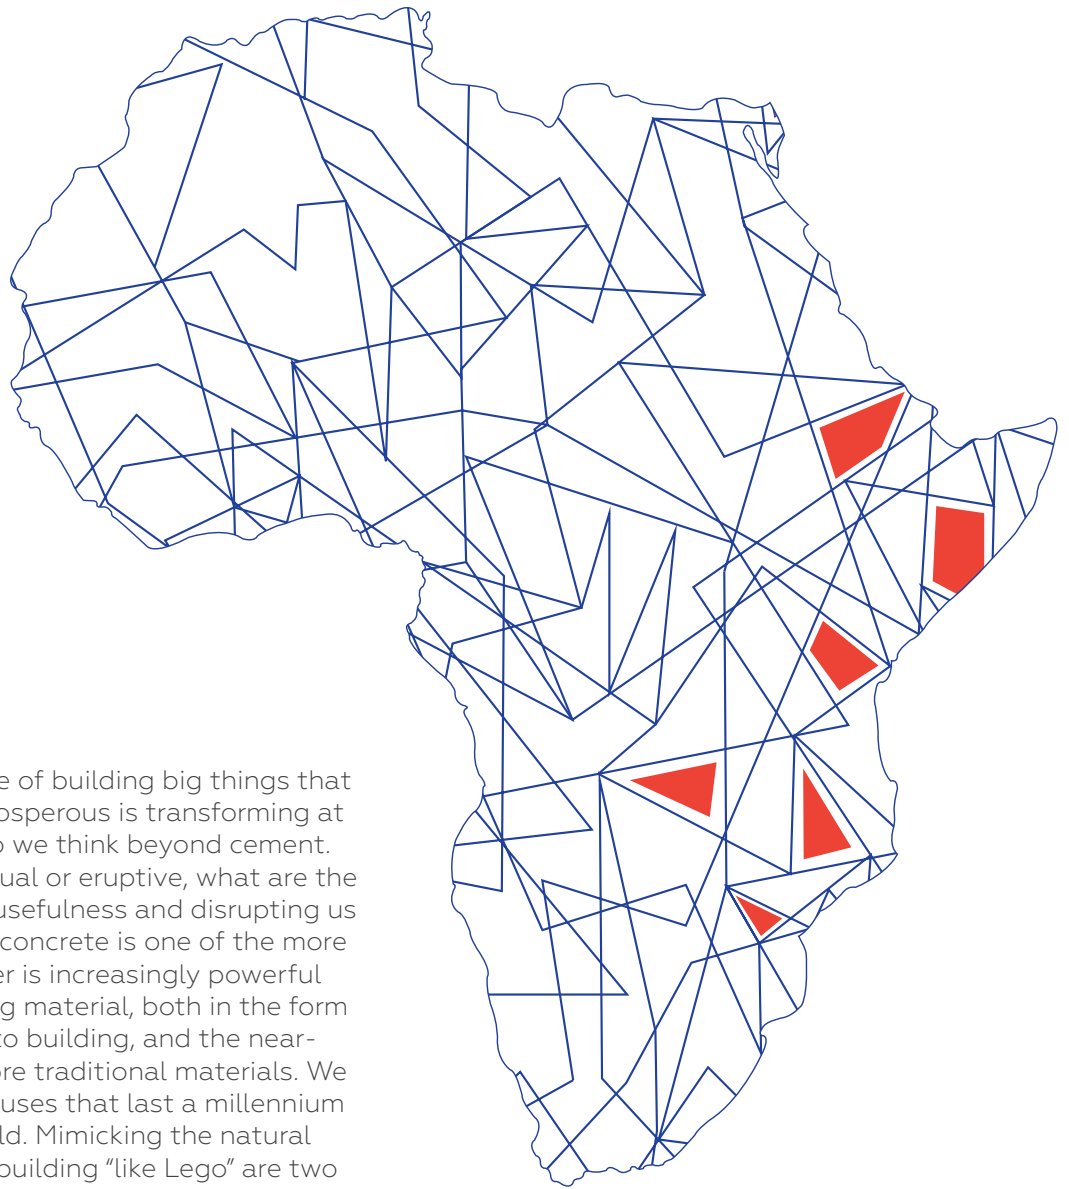 e of building big things that
osperous is transforming at
o we think beyond cement.
ual or eruptive, what are the
usefulness and disrupting us
concrete is one of the more
er is increasingly powerful
g material, both in the form
to building, and the near-
ore traditional materials. We
uses that last a millennium
ld. Mimicking the natural
building “like Lego” are two